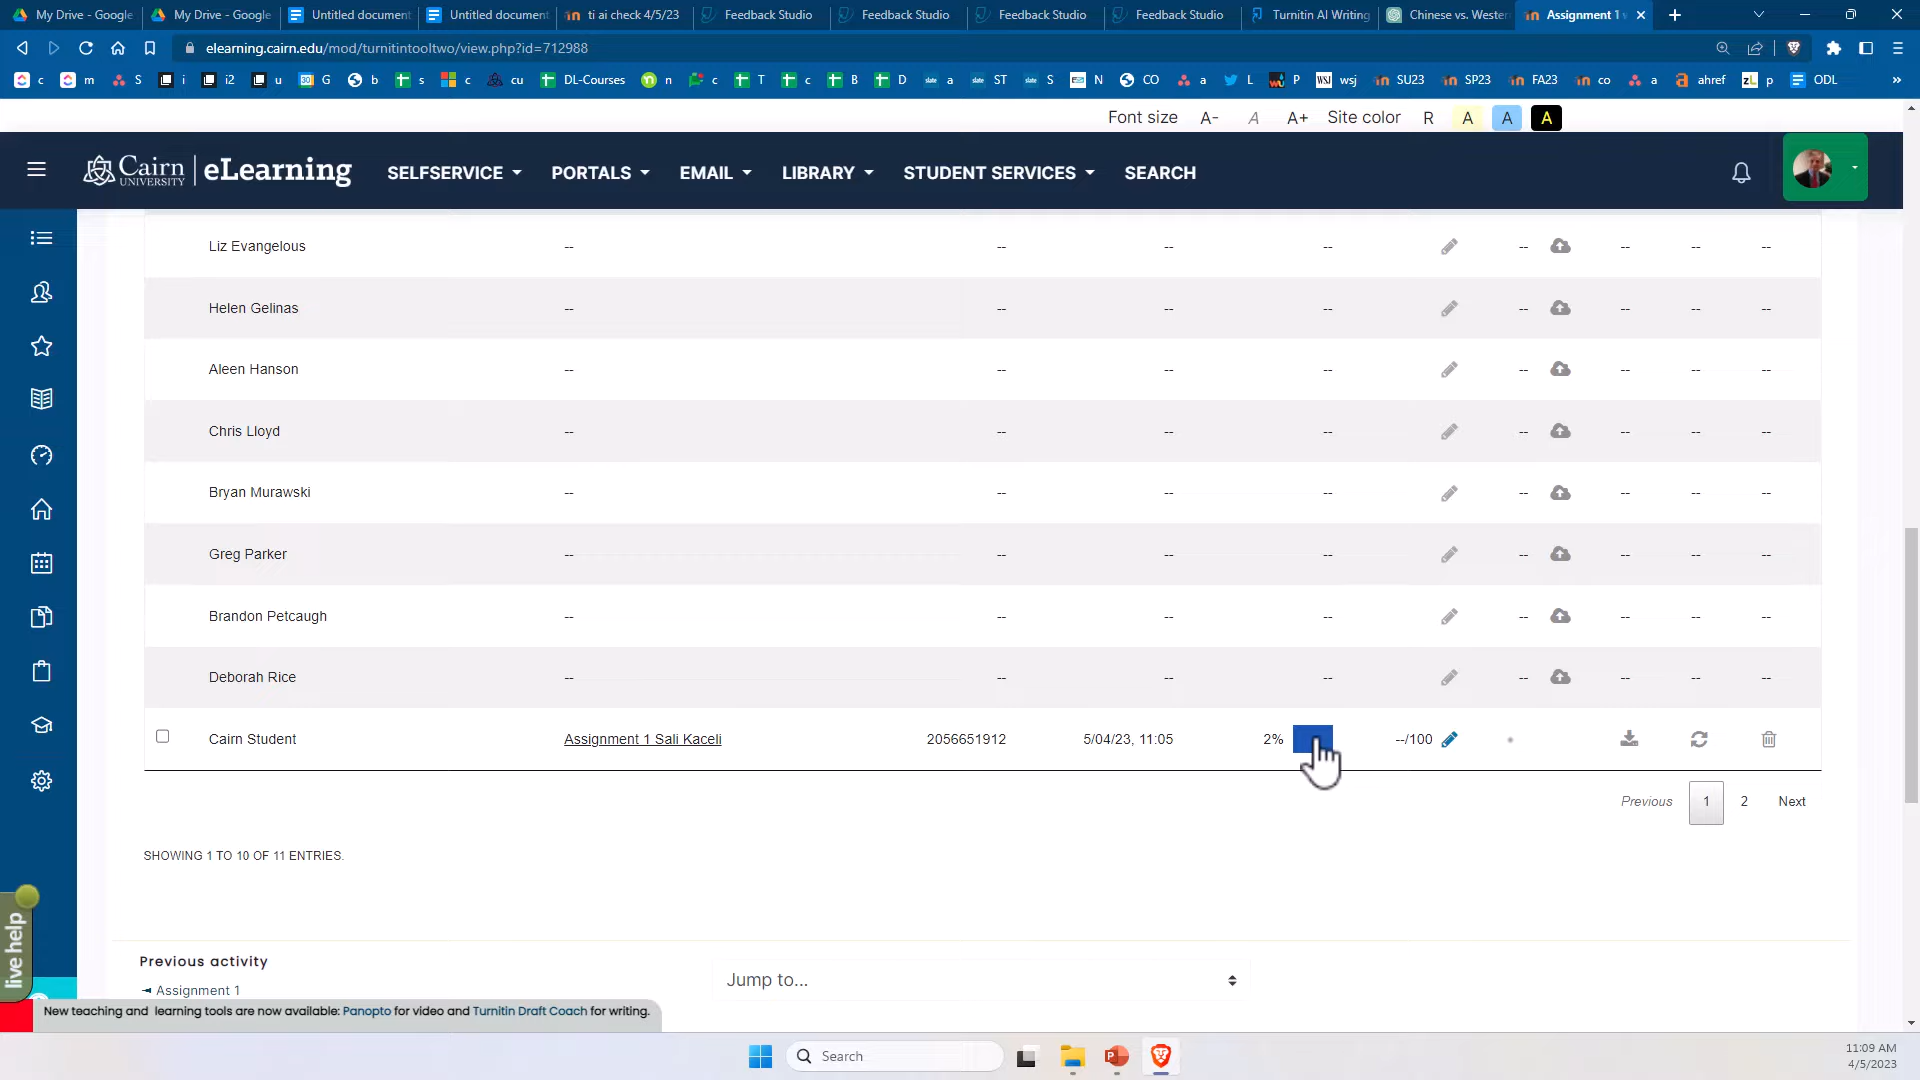 My Drive - Google
My Drive - Google
Untitled document
Untitled document
ti ai check 4/5/23
Feedback Studio
Feedback Studio
Feedback Studio
Feedback Studio
Turnitin AI Writing
Chinese vs. Wester
Assignment 1 w
elearning.cairn.edu/mod/turnitintooltwo/view.php?id=712988
c m S i i2 u G b s c cu DL-Courses n c T c B D a ST S N CO a L P wsj SU23 SP23 FA23 co a ahref p ODL »
Font size A- A A+ Site color R A A A
Cairn UNIVERSITY eLearning SELFSERVICE PORTALS EMAIL LIBRARY STUDENT SERVICES SEARCH
Liz Evangelous -- -- -- -- -- -- -- --
Helen Gelinas -- -- -- -- -- -- -- --
Aleen Hanson -- -- -- -- -- -- -- --
Chris Lloyd -- -- -- -- -- -- -- --
Bryan Murawski -- -- -- -- -- -- -- --
Greg Parker -- -- -- -- -- -- -- --
Brandon Petcaugh -- -- -- -- -- -- -- --
Deborah Rice -- -- -- -- -- -- -- --
Cairn Student Assignment 1 Sali Kaceli 2056651912 5/04/23, 11:05 2% --/100
Previous 1 2 Next
SHOWING 1 TO 10 OF 11 ENTRIES.
live help
Previous activity
◄ Assignment 1
Jump to...
New teaching and learning tools are now available: Panopto for video and Turnitin Draft Coach for writing.
Search
11:09 AM
4/5/2023